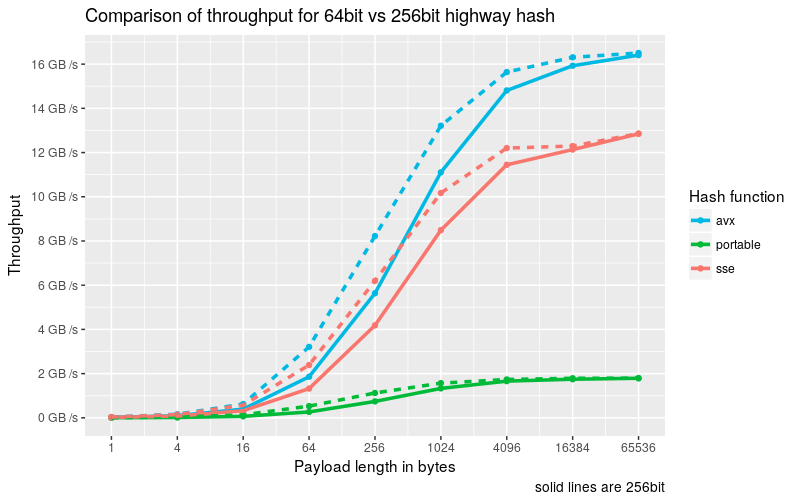 Comparison of throughput for 64bit vs 256bit highway hash
16 GB /s
14 GB /s
12 GB /s
10 GB /s
8 GB /s
6 GB /s
4 GB /s
2 GB /s
0 GB /s
Throughput
1 4 16 64 256 1024 4096 16384 65536
Payload length in bytes
solid lines are 256bit
Hash function
avx
portable
sse